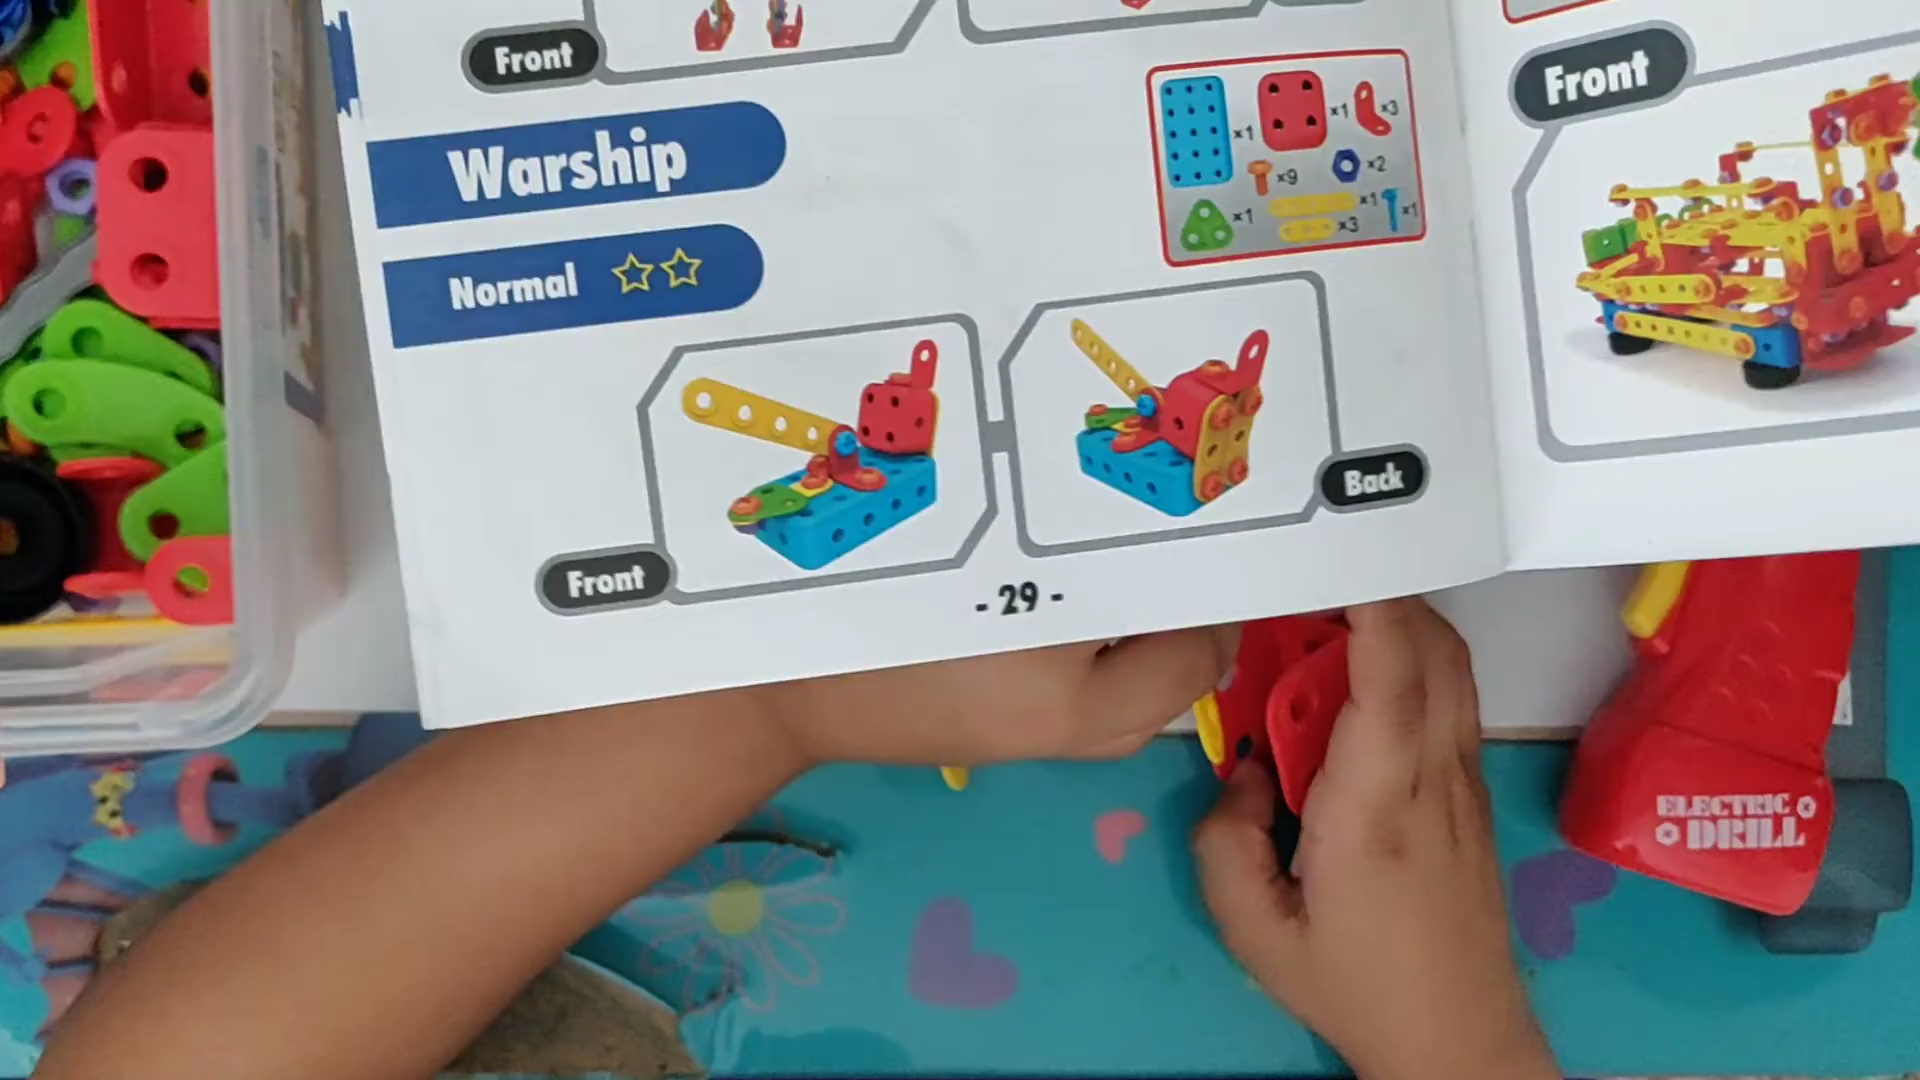 Front
Warship
Normal
x1
x1
x3
x9
x2
x1
x1
x3
x1
Front
Back
- 29 -
Front
ELECTRIC
DRILL